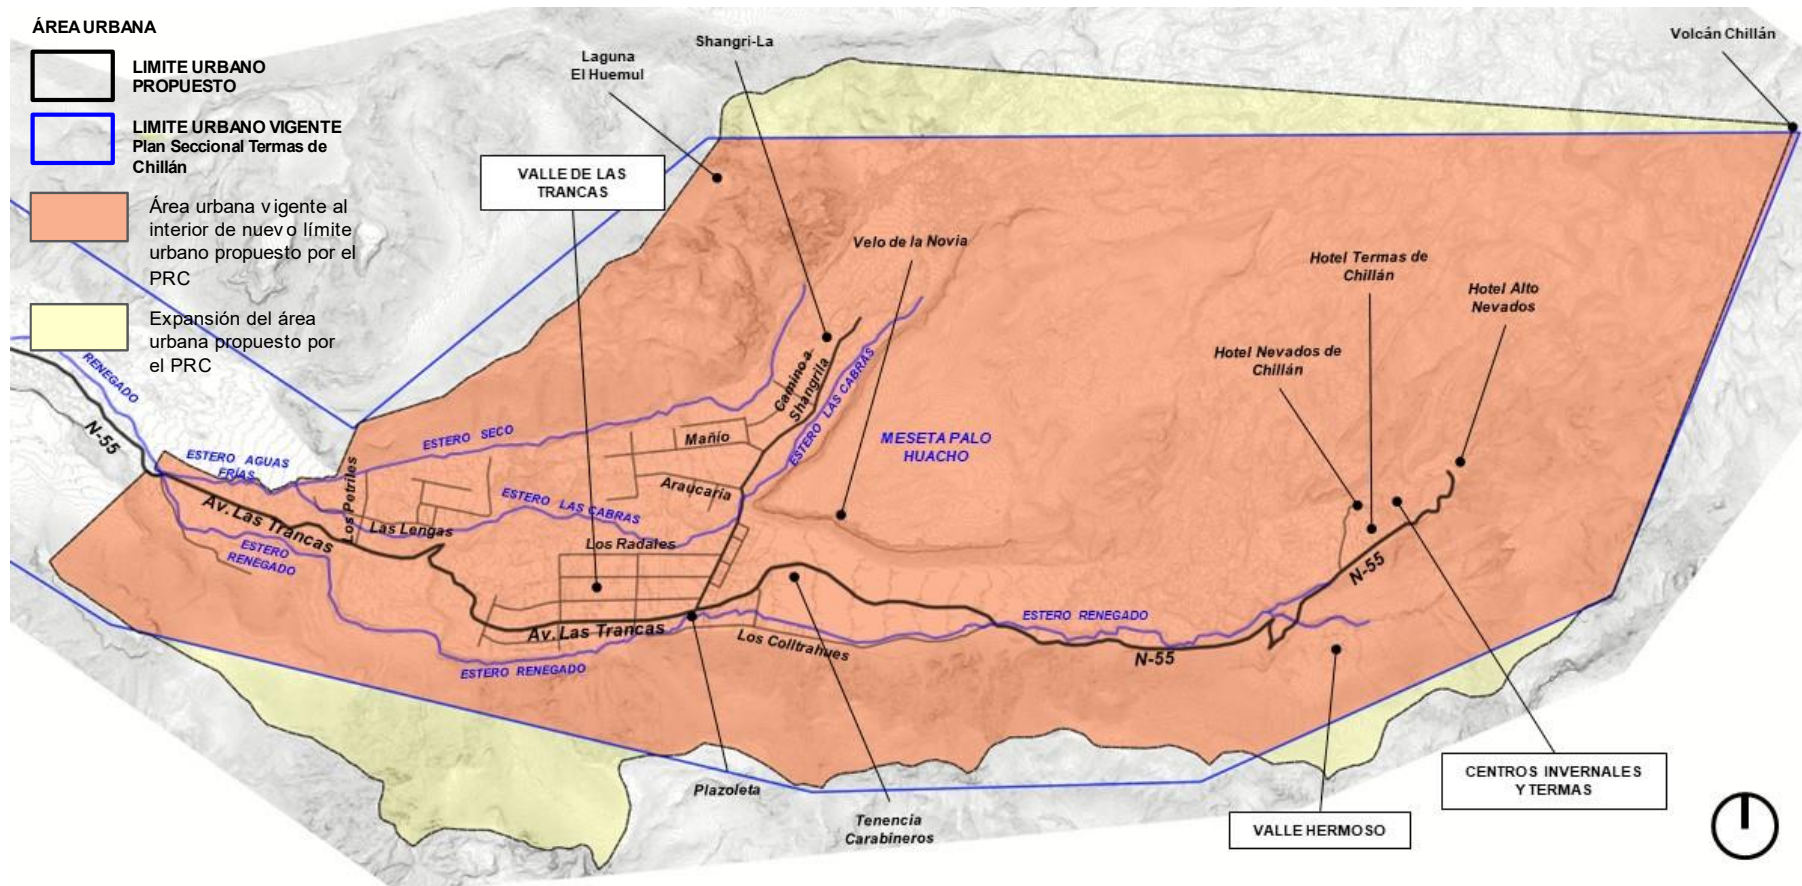 ÁREA URBANA
LIMITE URBANO
PROPUESTO
LIMITE URBANO VIGENTE
Plan Seccional Termas de
Chillán
Área urbana vigente al
interior de nuevo límite
urbano propuesto por el
PRC
Expansión del área
urbana propuesto por
el PRC
Laguna
El Huemul
Shangri-La
Volcán Chillán
VALLE DE LAS
TRANCAS
Velo de la Novia
Hotel Termas de
Chillán
Hotel Alto
Nevados
Hotel Nevados de
Chillán
RENEGADO
N-55
ESTERO AGUAS
FRÍAS
ESTERO SECO
Camino a
Shangrila
ESTERO LAS CABRAS
Mañío
MESETA PALO
HUACHO
Los Petriles
Araucaria
Av. Las Trancas
Las Lengas
ESTERO LAS CABRAS
Los Radales
ESTERO
RENEGADO
N-55
Av. Las Trancas
Los Colltrahues
ESTERO RENEGADO
N-55
ESTERO RENEGADO
Plazoleta
Tenencia
Carabineros
CENTROS INVERNALES
Y TERMAS
VALLE HERMOSO